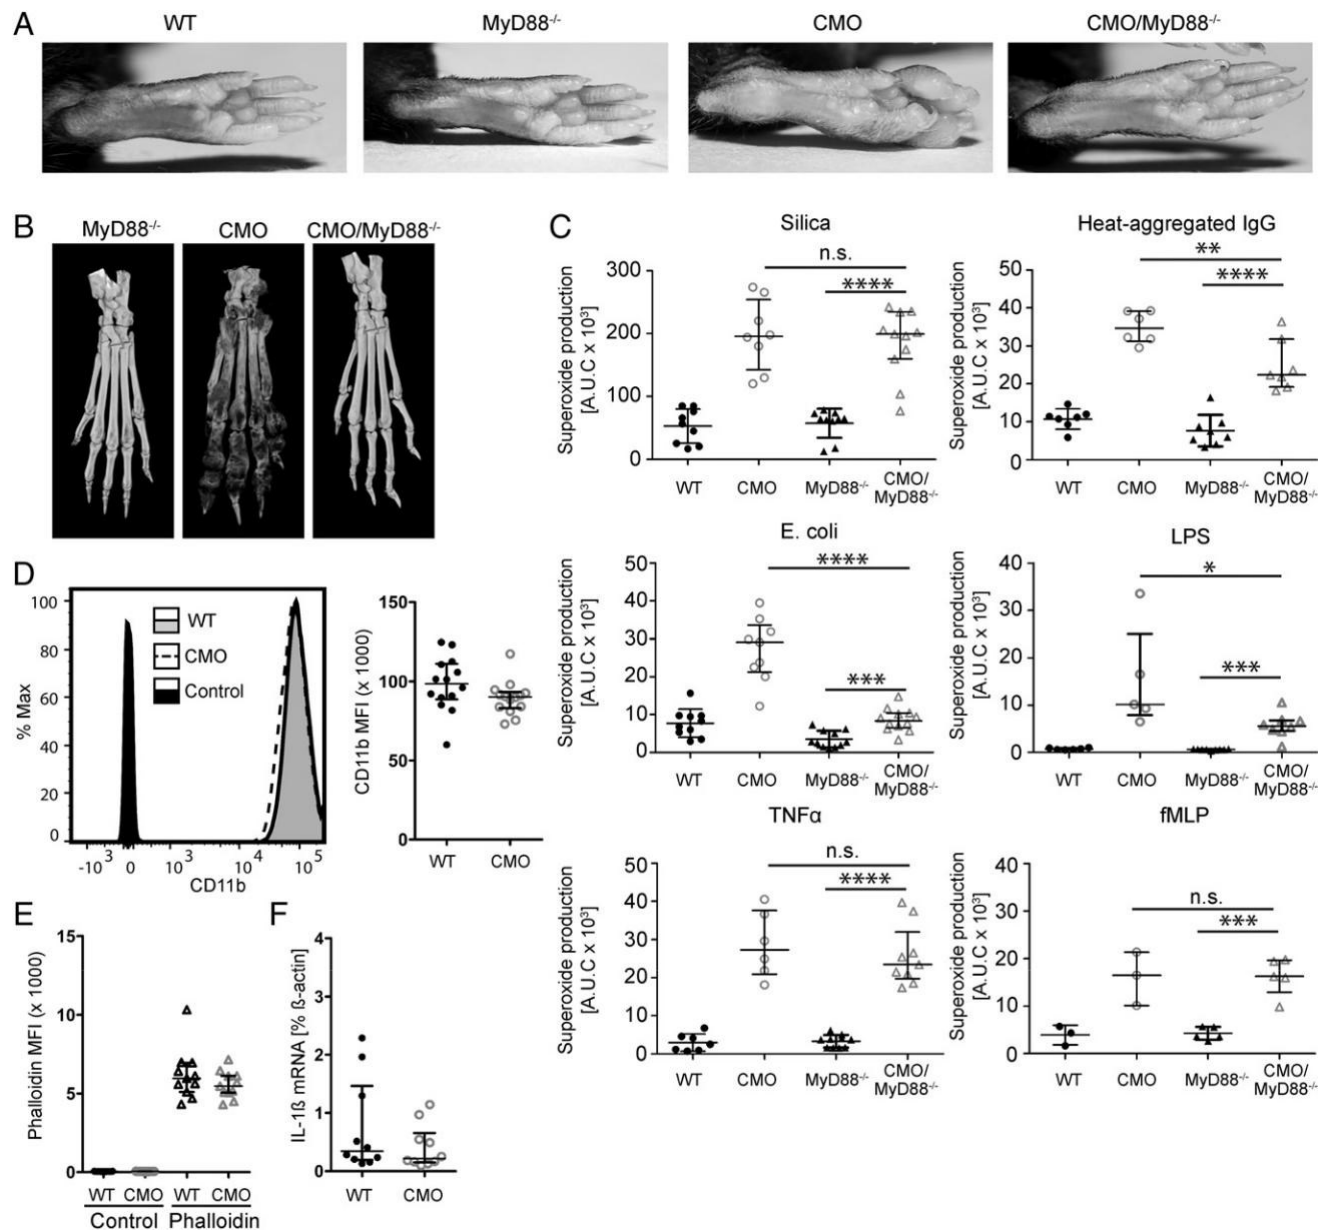 A
WT
MyD88-/-
CMO
CMO/MyD88-/-
B
MyD88-/-
CMO
CMO/MyD88-/-
C
Silica
n.s.
****
Superoxide production
[A.U.C x 10³]
300
200
100
0
WT
CMO
MyD88-/-
CMO/
MyD88-/-
Heat-aggregated IgG
**
****
Superoxide production
[A.U.C x 10³]
50
40
30
20
10
0
WT
CMO
MyD88-/-
CMO/
MyD88-/-
E. coli
****
***
Superoxide production
[A.U.C x 10³]
50
40
30
20
10
0
WT
CMO
MyD88-/-
CMO/
MyD88-/-
LPS
*
***
Superoxide production
[A.U.C x 10³]
40
30
20
10
0
WT
CMO
MyD88-/-
CMO/
MyD88-/-
TNFα
n.s.
****
Superoxide production
[A.U.C x 10³]
50
40
30
20
10
0
WT
CMO
MyD88-/-
CMO/
MyD88-/-
fMLP
n.s.
***
Superoxide production
[A.U.C x 10³]
40
30
20
10
0
WT
CMO
MyD88-/-
CMO/
MyD88-/-
D
% Max
100
80
60
40
20
0
WT
CMO
Control
-10³
0
10³
10⁴
10⁵
CD11b
CD11b MFI (x 1000)
150
100
50
0
WT
CMO
E
Phalloidin MFI (x 1000)
15
10
5
0
WT
CMO
WT
CMO
Control
Phalloidin
F
IL-1ß mRNA [% ß-actin]
4
3
2
1
0
WT
CMO